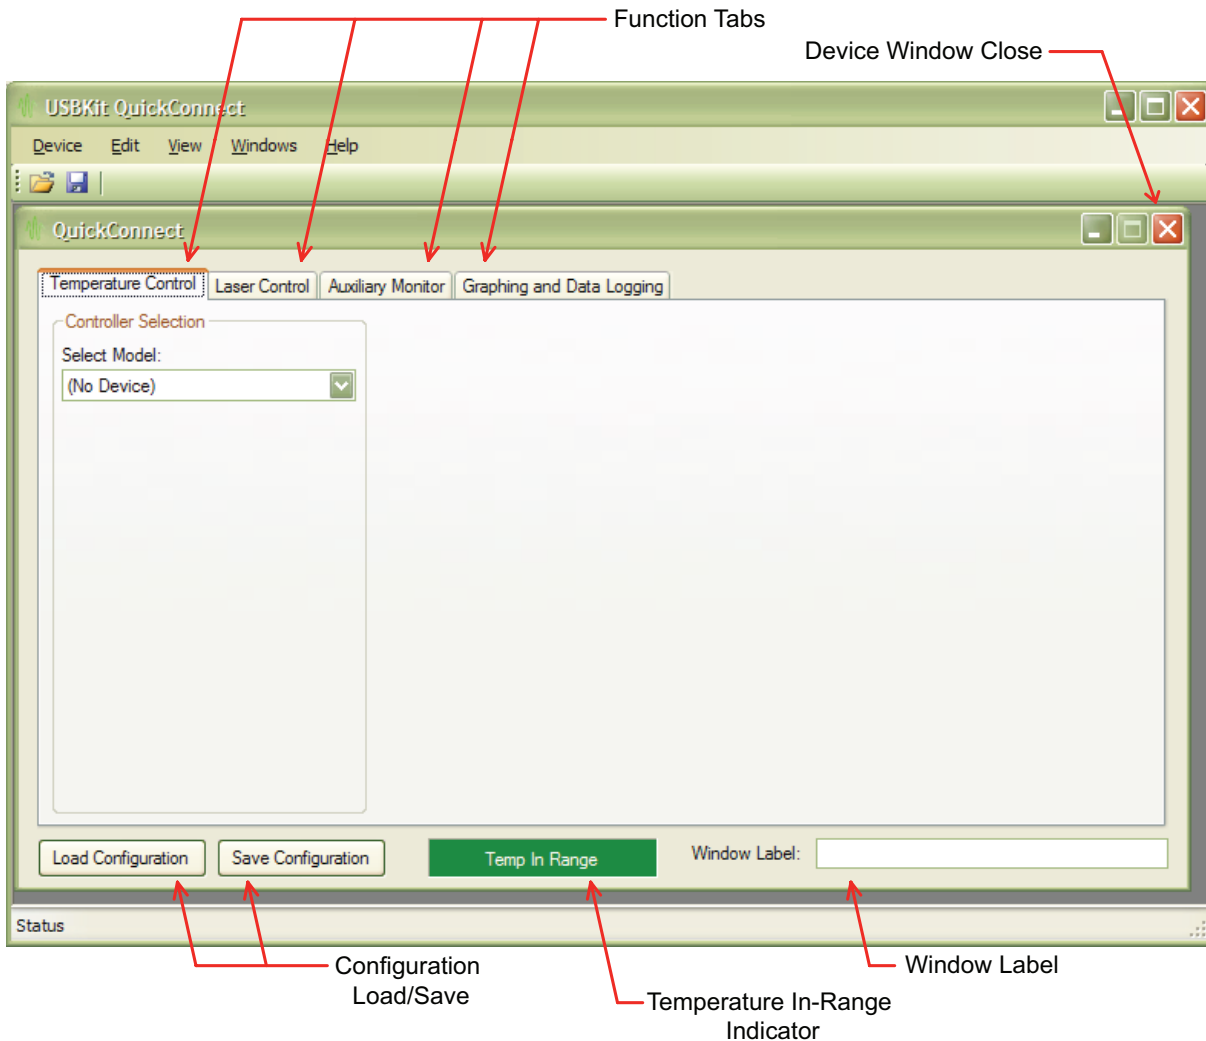 Function Tabs
Device Window Close
USBKit QuickConnect
Device Edit View Windows Help
QuickConnect
Temperature Control Laser Control Auxiliary Monitor Graphing and Data Logging
Controller Selection
Select Model:
(No Device)
Load Configuration Save Configuration Temp In Range Window Label:
Status
Configuration
Load/Save
Window Label
Temperature In-Range
Indicator